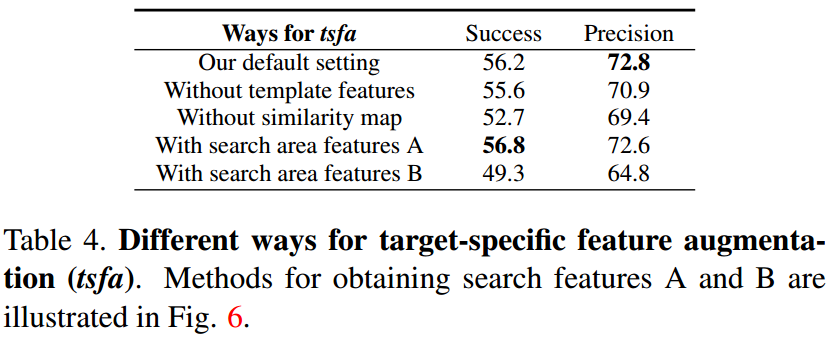 Ways for tsfa Success Precision
Our default setting 56.2 72.8
Without template features 55.6 70.9
Without similarity map 52.7 69.4
With search area features A 56.8 72.6
With search area features B 49.3 64.8
Table 4. Different ways for target-specific feature augmenta-
tion (tsfa). Methods for obtaining search features A and B are
illustrated in Fig. 6.